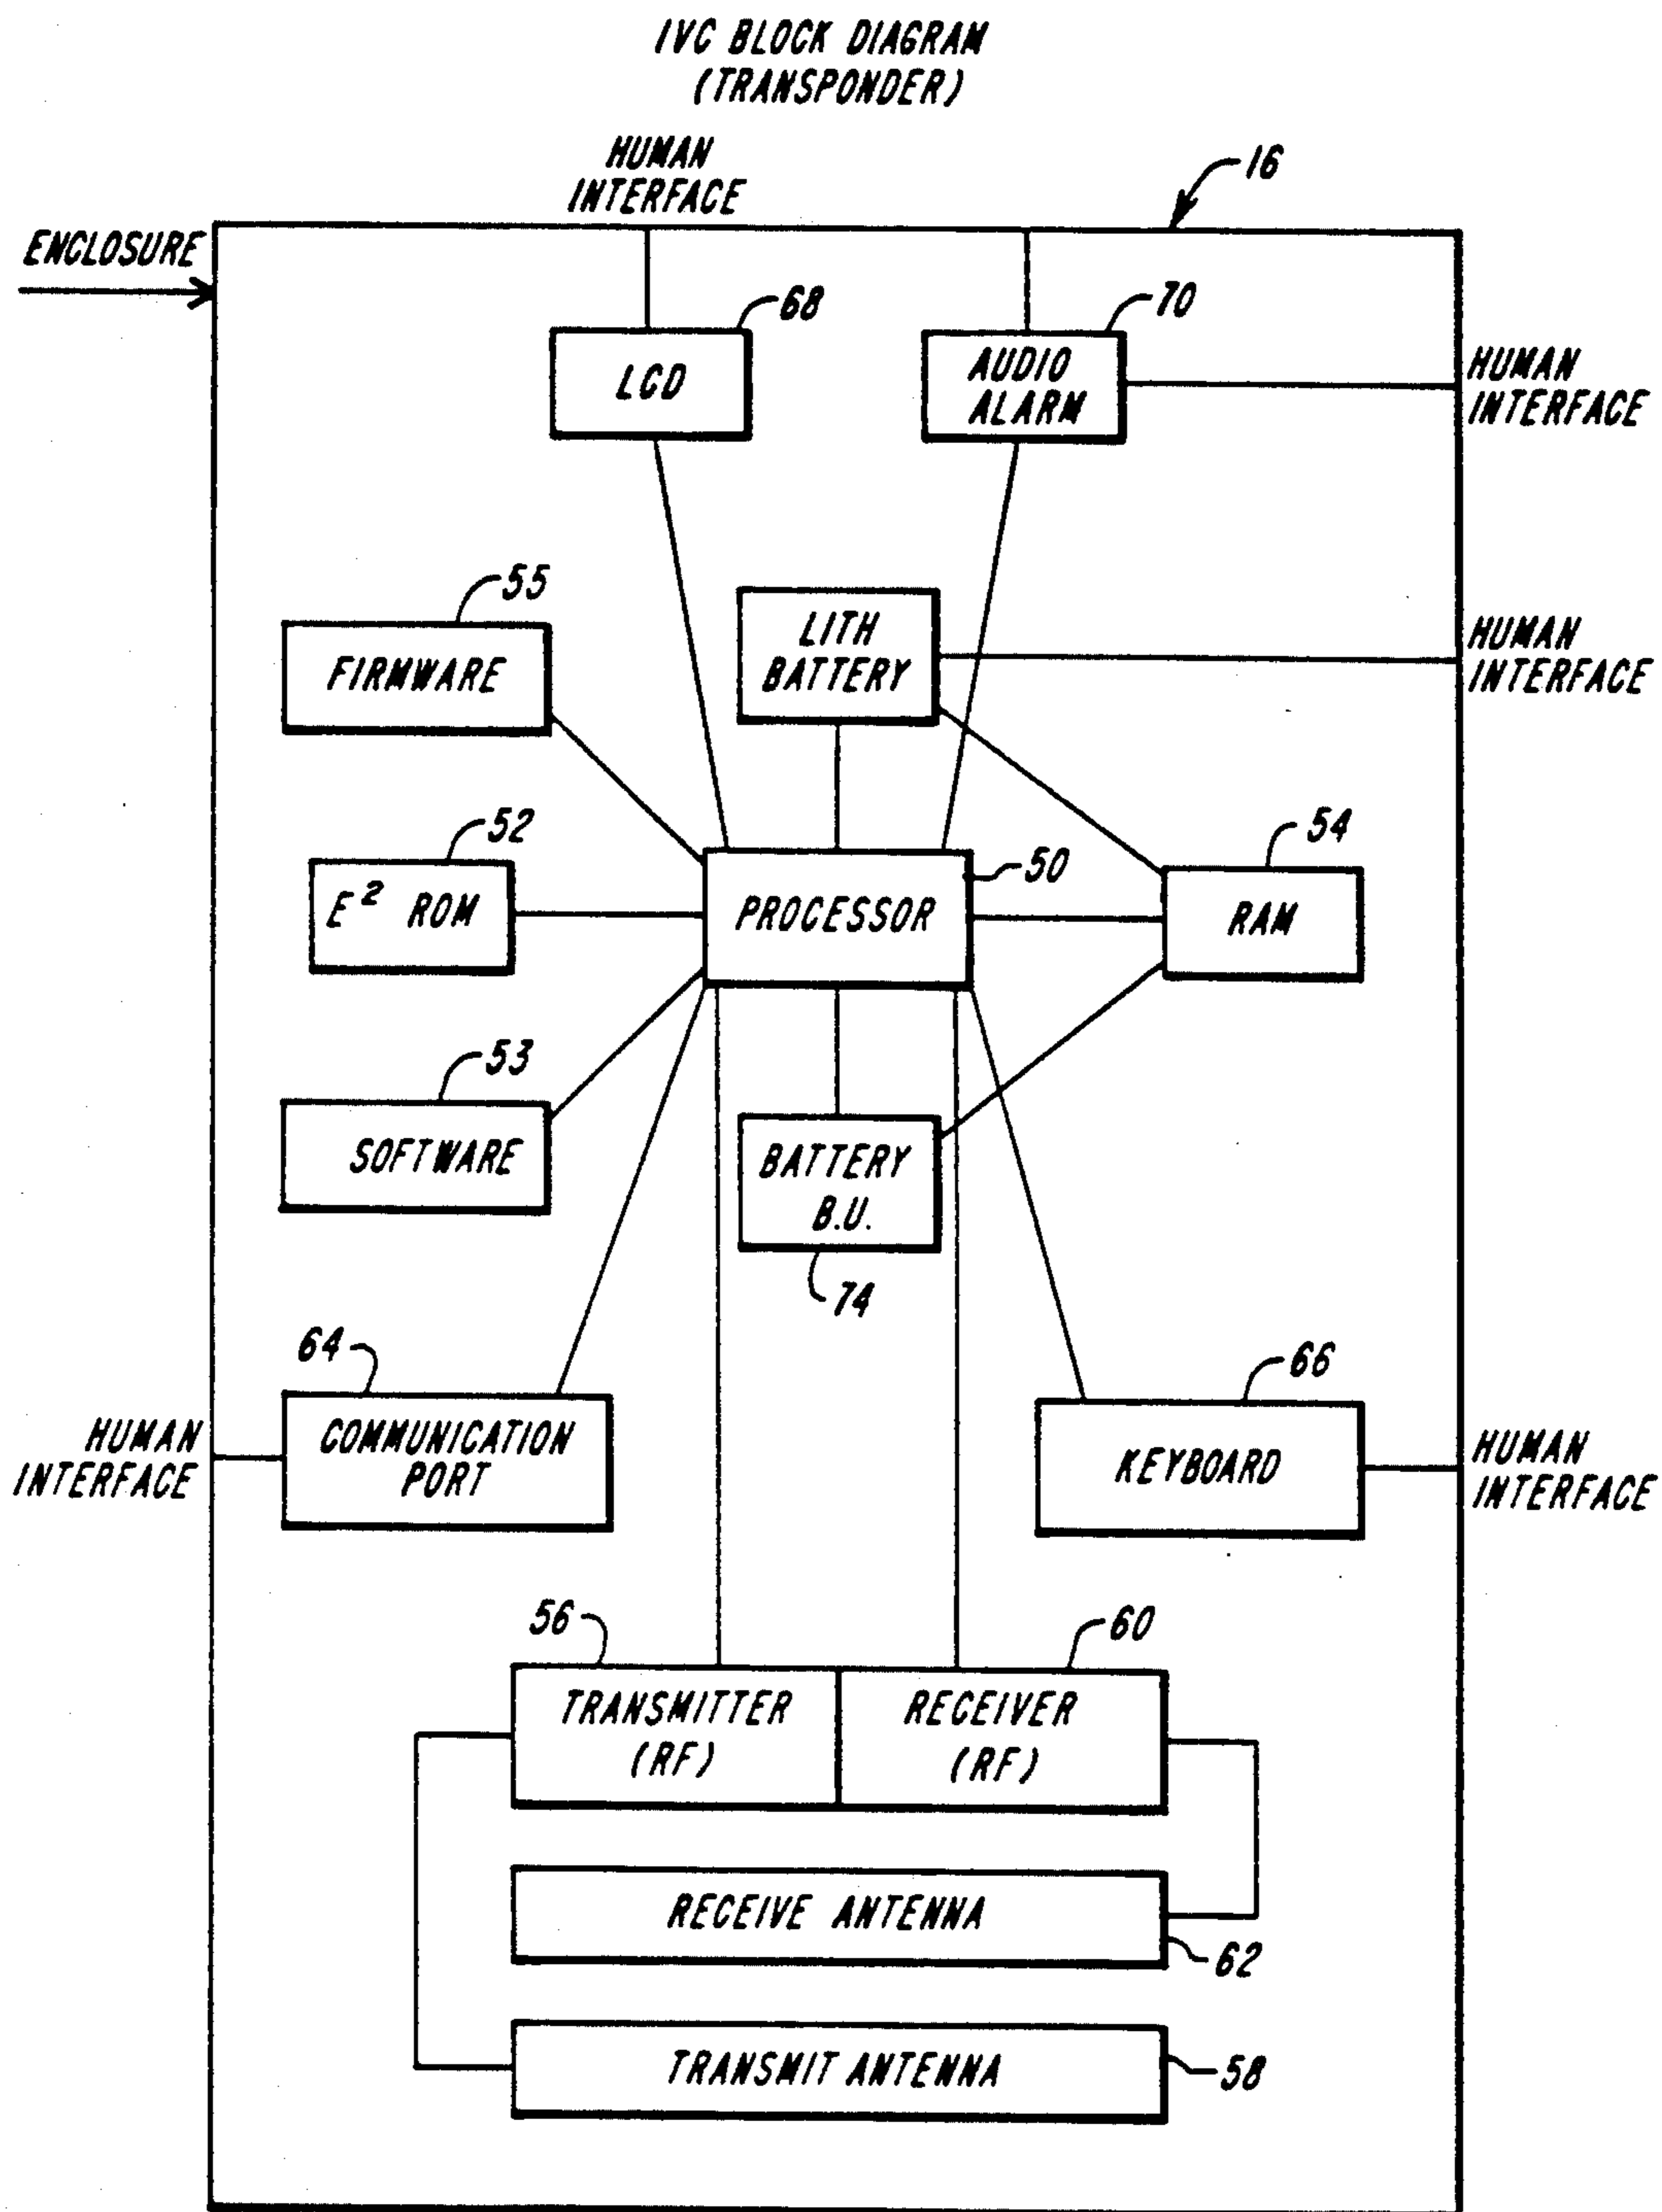 IVC BLOCK DIAGRAM
(TRANSPONDER)
HUMAN
INTERFACE
16
ENCLOSURE
68
70
LCD
AUDIO
ALARM
HUMAN
INTERFACE
55
FIRMWARE
LITH
BATTERY
HUMAN
INTERFACE
52
E² ROM
50
PROCESSOR
54
RAM
53
SOFTWARE
BATTERY
B.U.
74
64
HUMAN
INTERFACE
COMMUNICATION
PORT
66
KEYBOARD
HUMAN
INTERFACE
56
60
TRANSMITTER
(RF)
RECEIVER
(RF)
RECEIVE ANTENNA
62
TRANSMIT ANTENNA
58